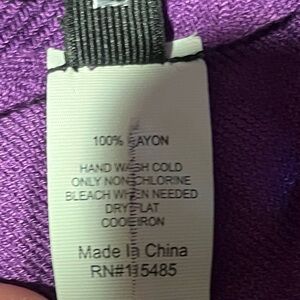 100% RAYON
HAND WASH COLD
ONLY NON-CHLORINE
BLEACH WHEN NEEDED
DRY FLAT
COOL IRON
Made In China
RN#115485